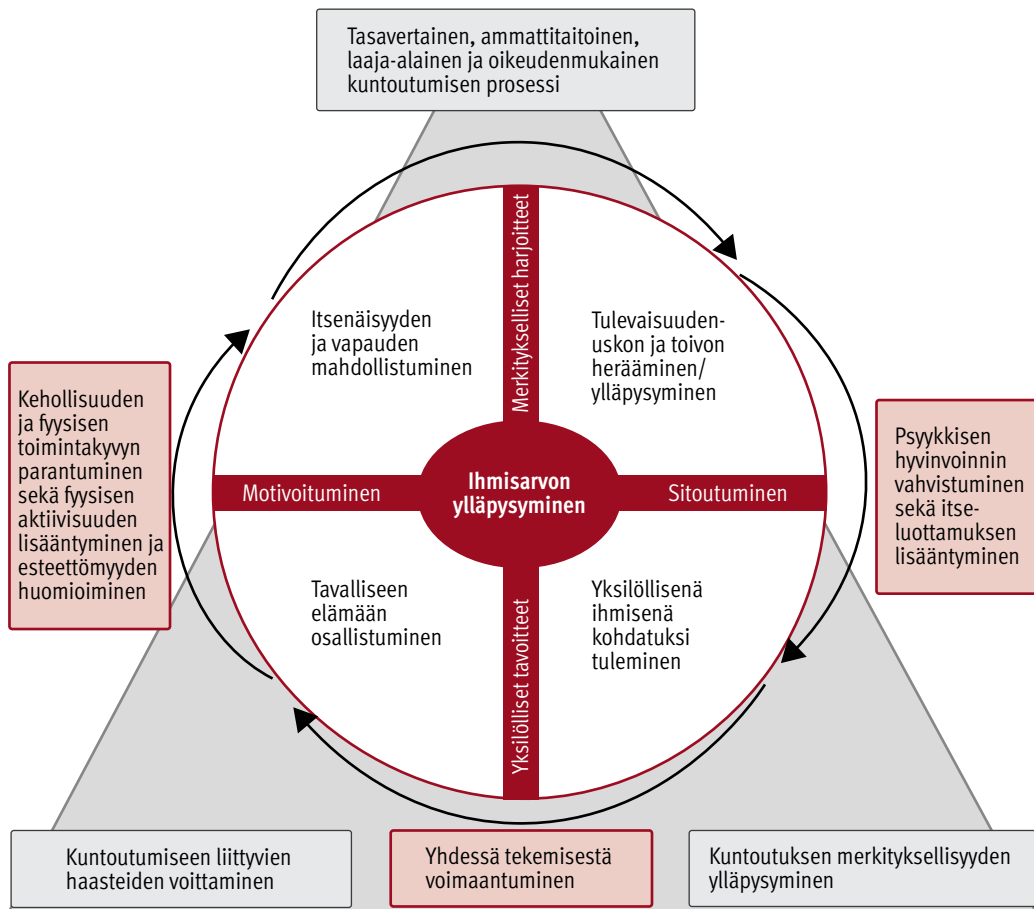 Tasavertainen, ammattitaitoinen,
laaja-alainen ja oikeudenmukainen
kuntoutumisen prosessi
Merkitykselliset harjoitteet
Itsenäisyyden
ja vapauden
mahdollistuminen
Tulevaisuuden-
uskon ja toivon
herääminen/
ylläpysyminen
Kehollisuuden
ja fyysisen
toimintakyvyn
parantuminen
sekä fyysisen
aktiivisuuden
lisääntyminen ja
esteettömyyden
huomioiminen
Motivoituminen
Ihmisarvon
ylläpysyminen
Sitoutuminen
Psyykkisen
hyvinvoinnin
vahvistuminen
sekä itse-
luottamuksen
lisääntyminen
Tavalliseen
elämään
osallistuminen
Yksilöllisenä
ihmisenä
kohdatuksi
tuleminen
Yksilölliset tavoitteet
Kuntoutumiseen liittyvien
haasteiden voittaminen
Yhdessä tekemisestä
voimaantuminen
Kuntoutuksen merkityksellisyyden
ylläpysyminen